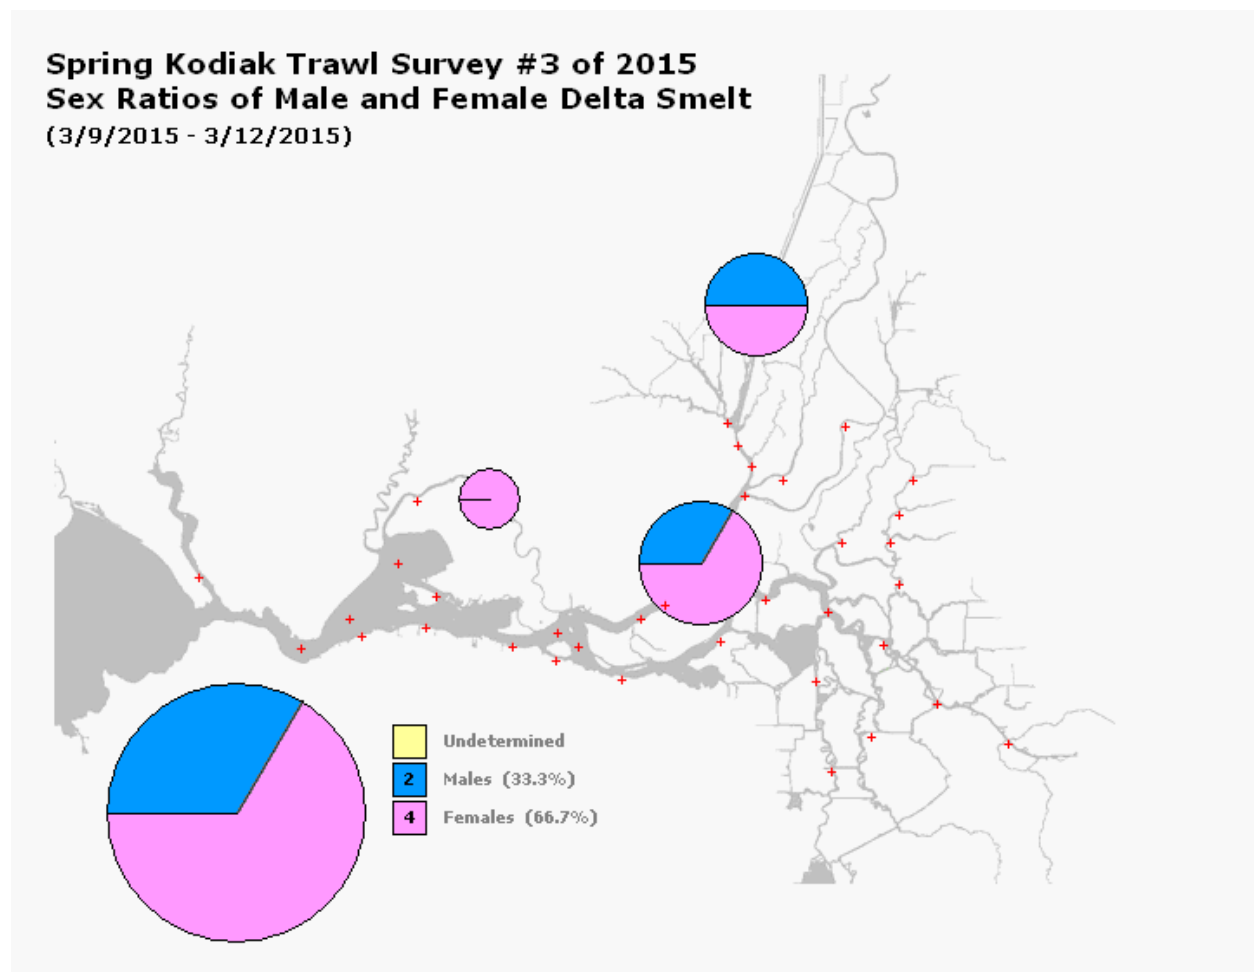 Spring Kodiak Trawl Survey #3 of 2015
Sex Ratios of Male and Female Delta Smelt
(3/9/2015 - 3/12/2015)
Undetermined
2 Males (33.3%)
4 Females (66.7%)